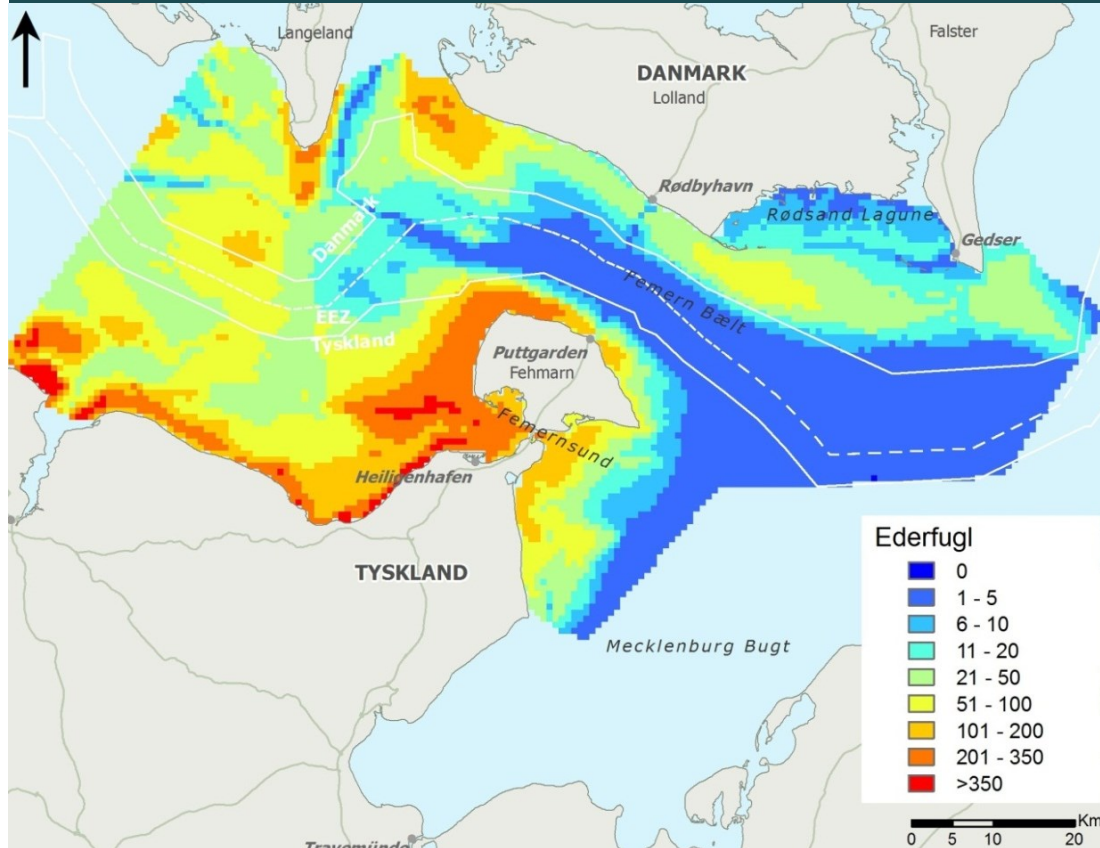 Langeland
Falster
DANMARK
Lolland
Rødbyhavn
Rødsand Lagune
Gedser
Danmark
EEZ
Tyskland
Femern Bælt
Puttgarden
Fehmarn
Femernsund
Heiligenhafen
TYSKLAND
Mecklenburg Bugt
Travemünde
Ederfugl
0
1 - 5
6 - 10
11 - 20
21 - 50
51 - 100
101 - 200
201 - 350
>350
Km
0 5 10 20